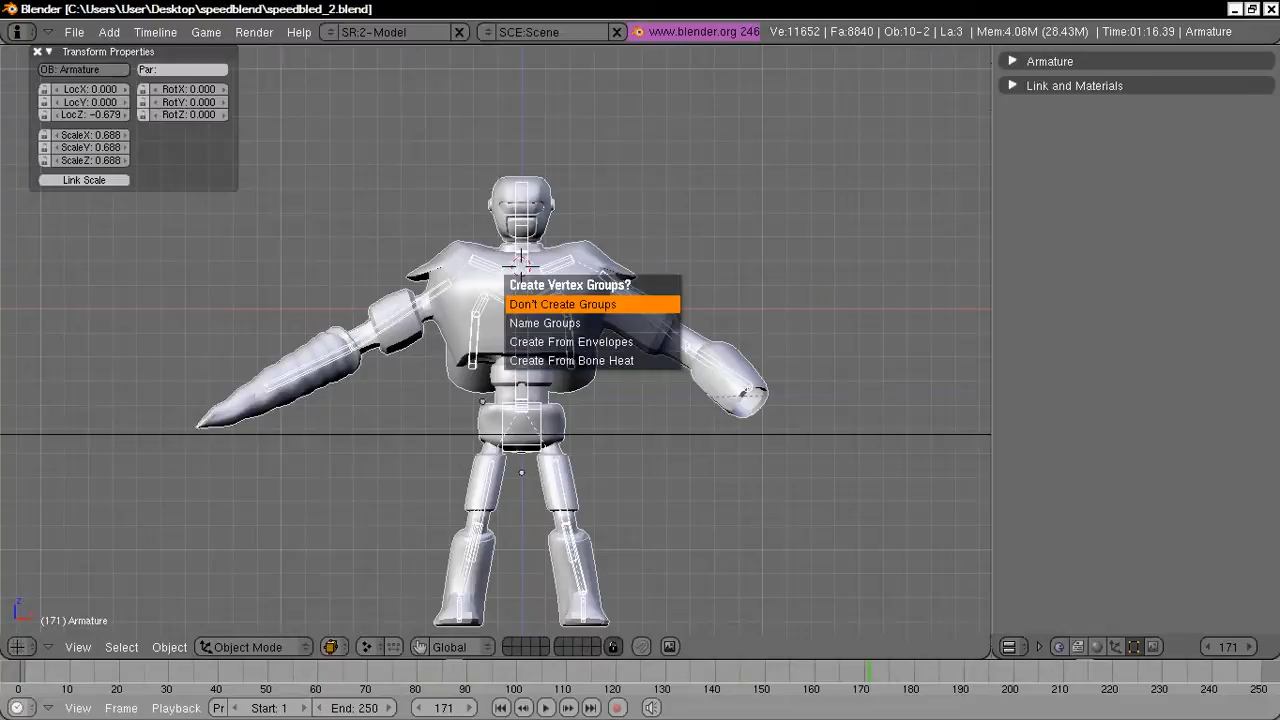 Blender [C:\Users\User\Desktop\speedblend\speedbled_2.blend]
File Add Timeline Game Render Help SR:2-Model SCE:Scene www.blender.org 246 Ve:11652 | Fa:8840 | Ob:10-2 | La:3 | Mem:4.06M (28.43M) | Time:01:16.39 | Armature
Transform Properties
OB: Armature Par:
LocX: 0.000 RotX: 0.000
LocY: 0.000 RotY: 0.000
LocZ: -0.679 RotZ: 0.000
ScaleX: 0.688
ScaleY: 0.688
ScaleZ: 0.688
Link Scale
Armature
Link and Materials
Create Vertex Groups?
Don't Create Groups
Name Groups
Create From Envelopes
Create From Bone Heat
z
(171) Armature
View Select Object Object Mode Global 171
0 10 20 30 40 50 60 70 80 90 100 110 120 130 140 150 160 170 180 190 200 210 220 230 240 250
View Frame Playback Pr Start: 1 End: 250 171